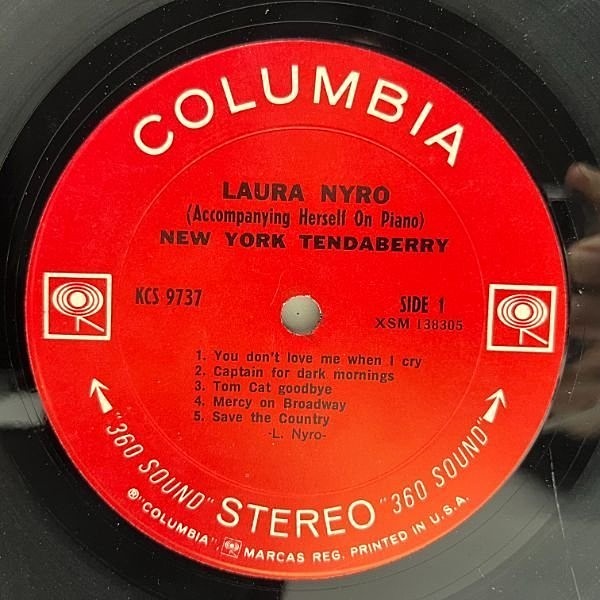 COLUMBIA
LAURA NYRO
(Accompanying Herself On Piano)
NEW YORK TENDABERRY
KCS 9737
SIDE 1
XSM 138305
1. You don't love me when I cry
2. Captain for dark mornings
3. Tom Cat goodbye
4. Mercy on Broadway
5. Save the Country
-L. Nyro-
"360 SOUND" STEREO "360 SOUND"
® "COLUMBIA" MARCAS REG. PRINTED IN U.S.A.